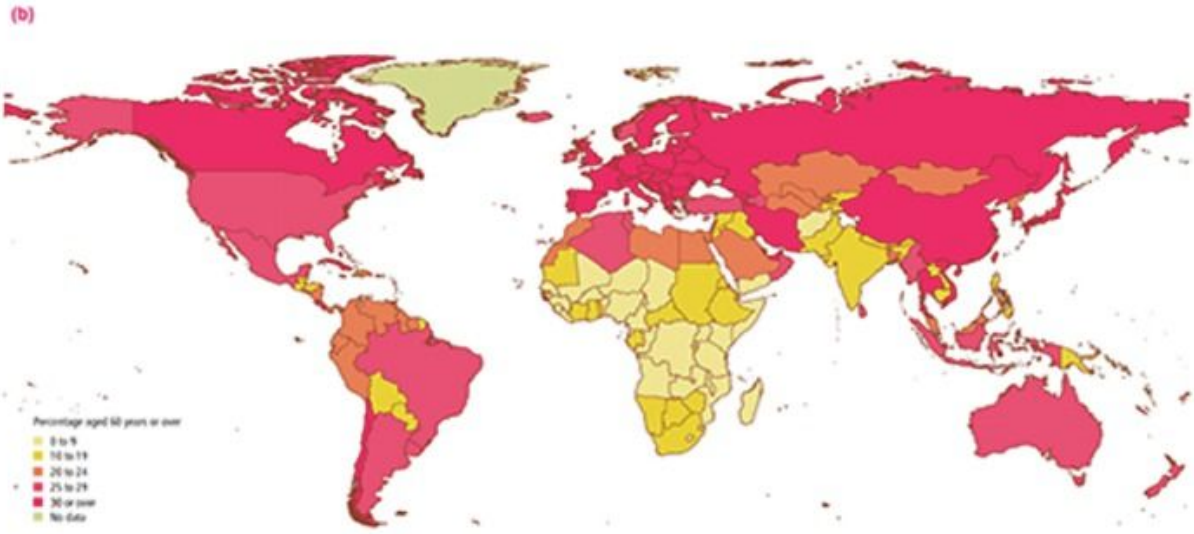 (b)
Percentage aged 60 years or over
0 to 9
10 to 19
20 to 24
25 to 29
30 or over
No data